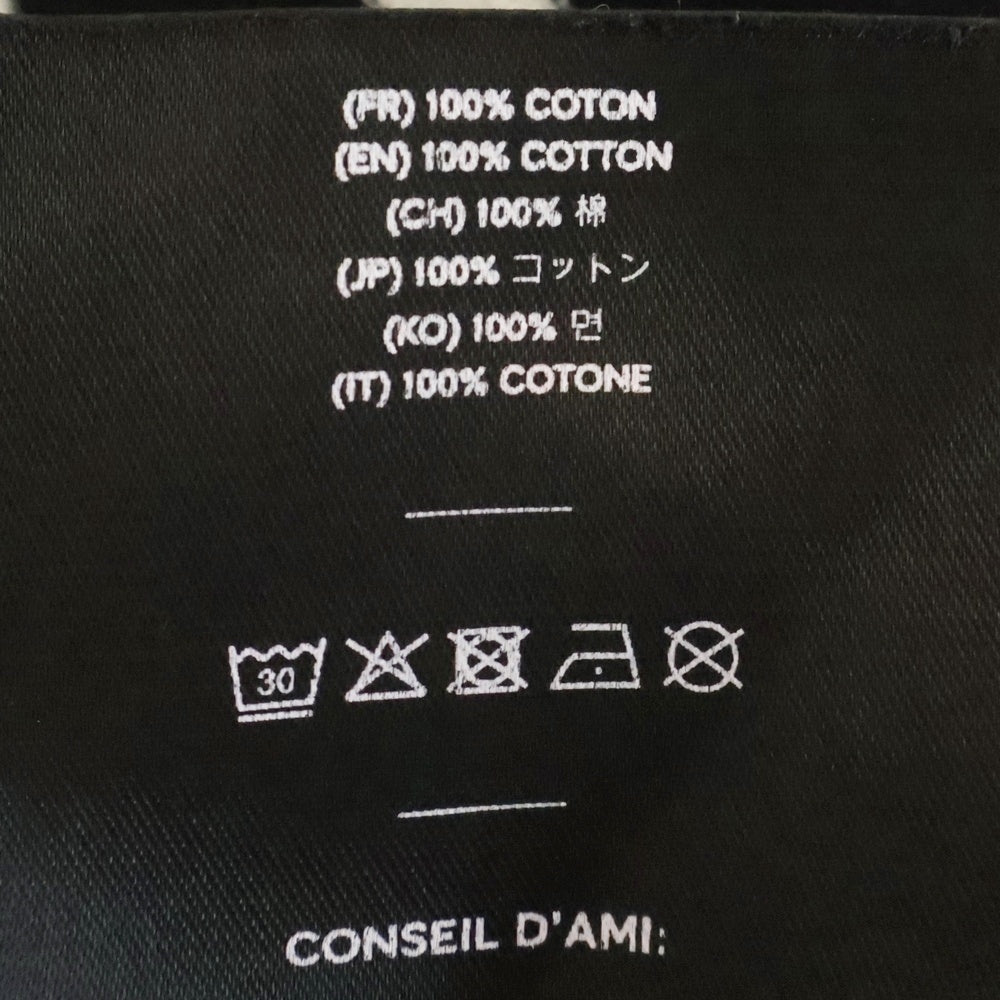 (FR) 100% COTON
(EN) 100% COTTON
(CH) 100% 棉
(JP) 100% コットン
(KO) 100% 면
(IT) 100% COTONE
30
CONSEIL D'AMI: